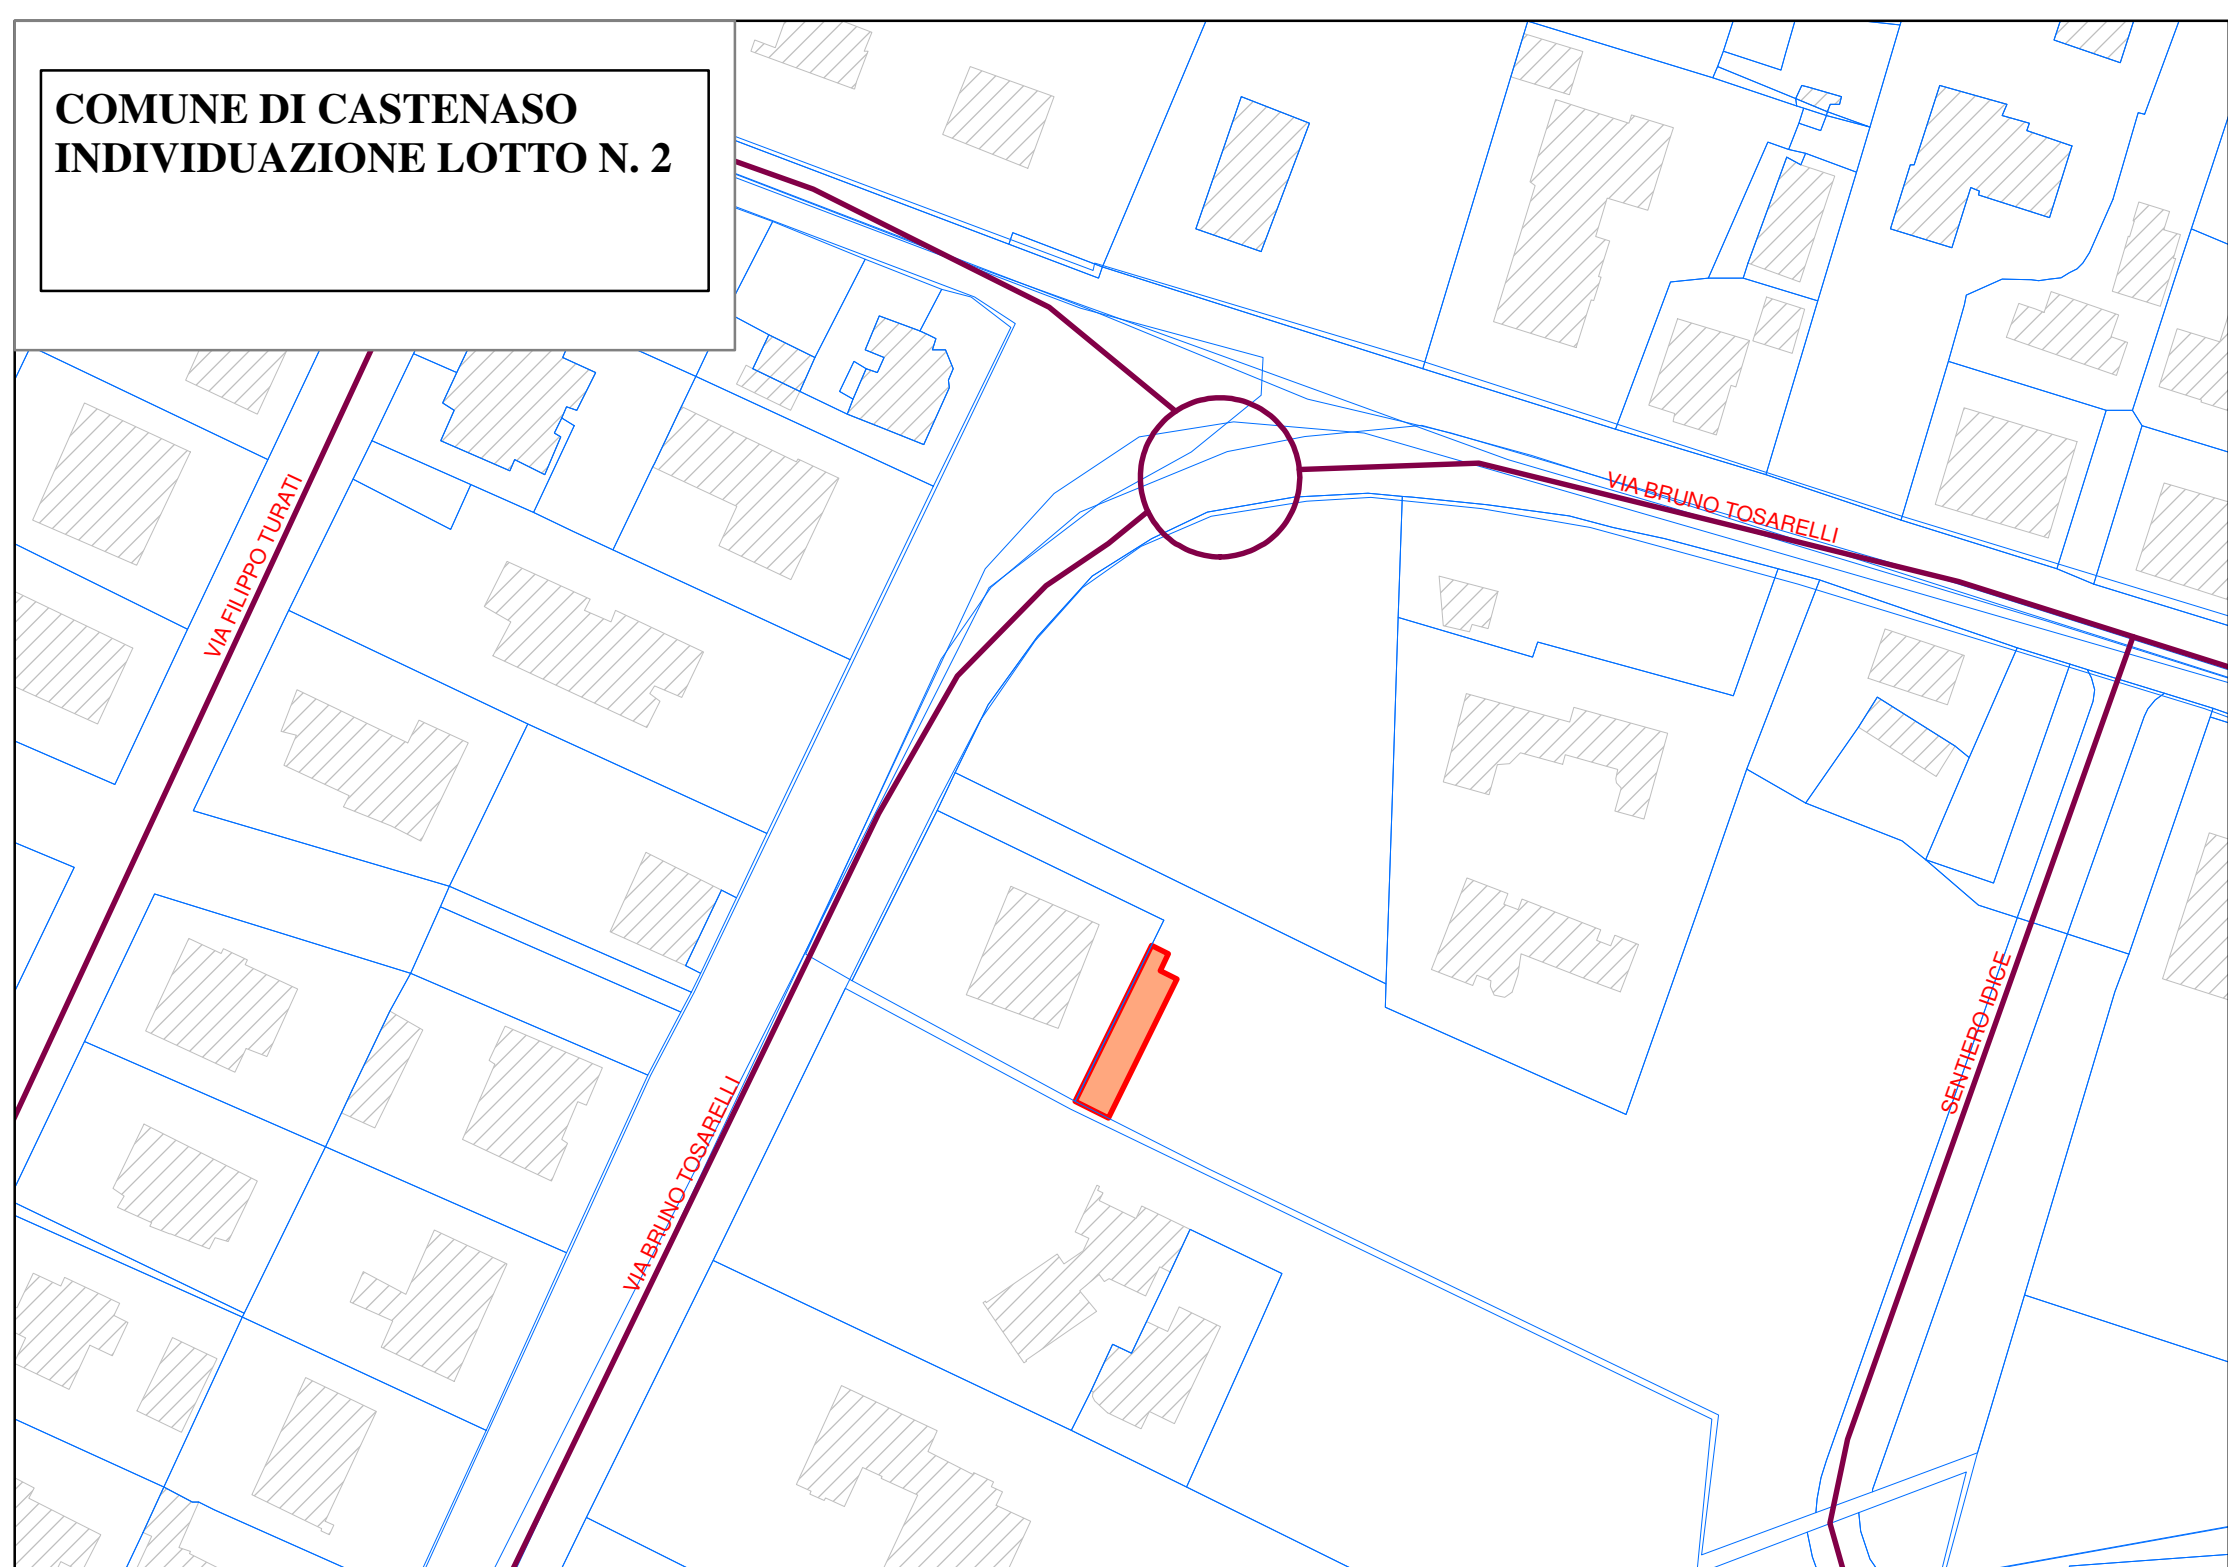 COMUNE DI CASTENASO
INDIVIDUAZIONE LOTTO N. 2
VIA FILIPPO TURATI
VIA BRUNO TOSARELLI
VIA BRUNO TOSARELLI
SENTIERO IDICE